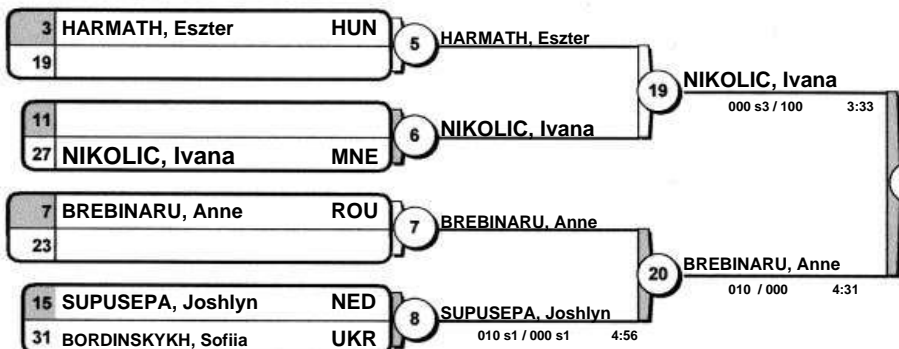 3 HARMATH, Eszter HUN
19
5
HARMATH, Eszter
11
27 NIKOLIC, Ivana MNE
6
NIKOLIC, Ivana
19
NIKOLIC, Ivana
000 s3 / 100 3:33
7 BREBINARU, Anne ROU
23
7
BREBINARU, Anne
15 SUPUSEPA, Joshlyn NED
31 BORDINSKYKH, Sofiia UKR
8
SUPUSEPA, Joshlyn
010 s1 / 000 s1 4:56
20
BREBINARU, Anne
010 / 000 4:31